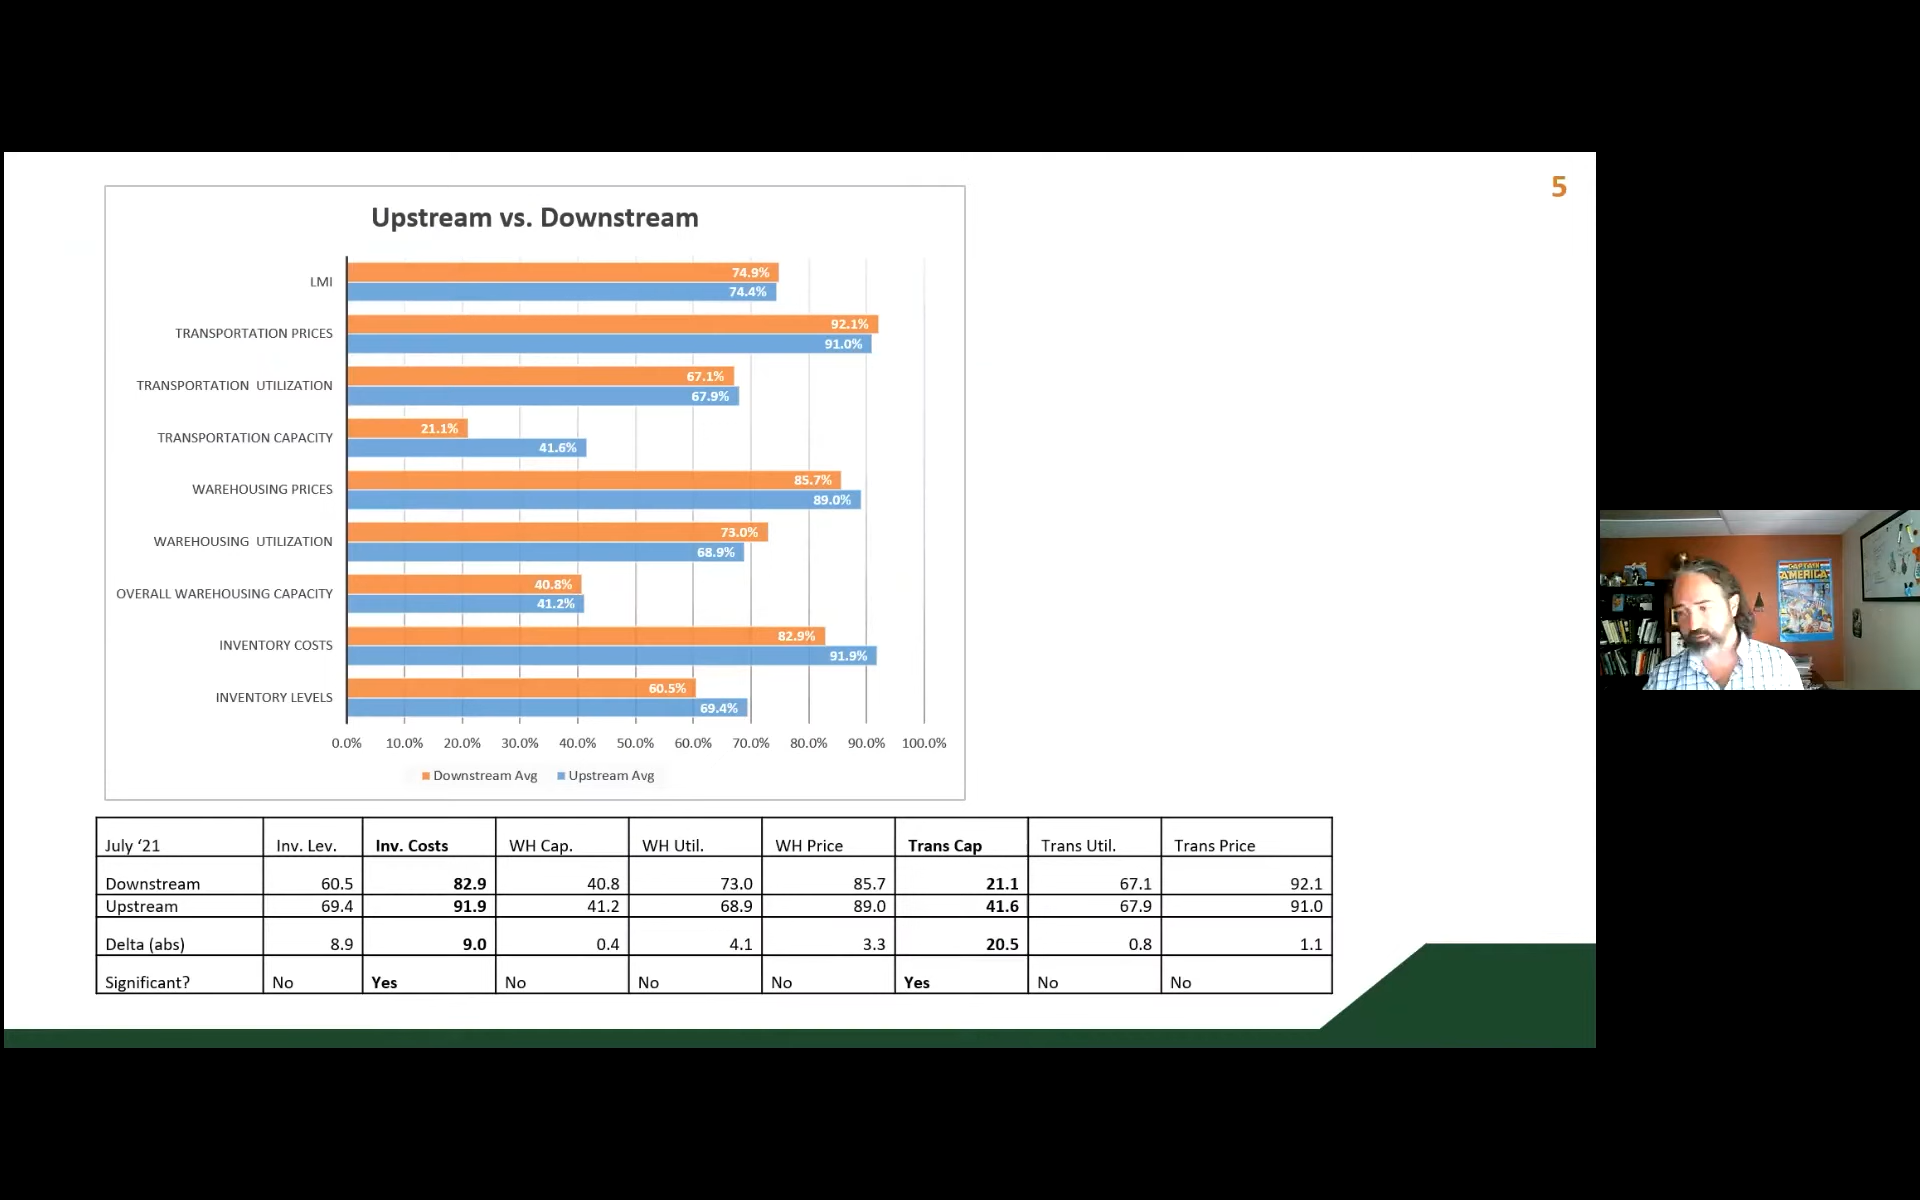 5
Upstream vs. Downstream
LMI
74.9%
74.4%
TRANSPORTATION PRICES
92.1%
91.0%
TRANSPORTATION UTILIZATION
67.1%
67.9%
TRANSPORTATION CAPACITY
21.1%
41.6%
WAREHOUSING PRICES
85.7%
89.0%
WAREHOUSING UTILIZATION
73.0%
68.9%
OVERALL WAREHOUSING CAPACITY
40.8%
41.2%
INVENTORY COSTS
82.9%
91.9%
INVENTORY LEVELS
60.5%
69.4%
0.0% 10.0% 20.0% 30.0% 40.0% 50.0% 60.0% 70.0% 80.0% 90.0% 100.0%
Downstream Avg Upstream Avg
July ‘21 Inv. Lev. Inv. Costs WH Cap. WH Util. WH Price Trans Cap Trans Util. Trans Price
Downstream 60.5 82.9 40.8 73.0 85.7 21.1 67.1 92.1
Upstream 69.4 91.9 41.2 68.9 89.0 41.6 67.9 91.0
Delta (abs) 8.9 9.0 0.4 4.1 3.3 20.5 0.8 1.1
Significant? No Yes No No No Yes No No
CAPTAIN
AMERICA